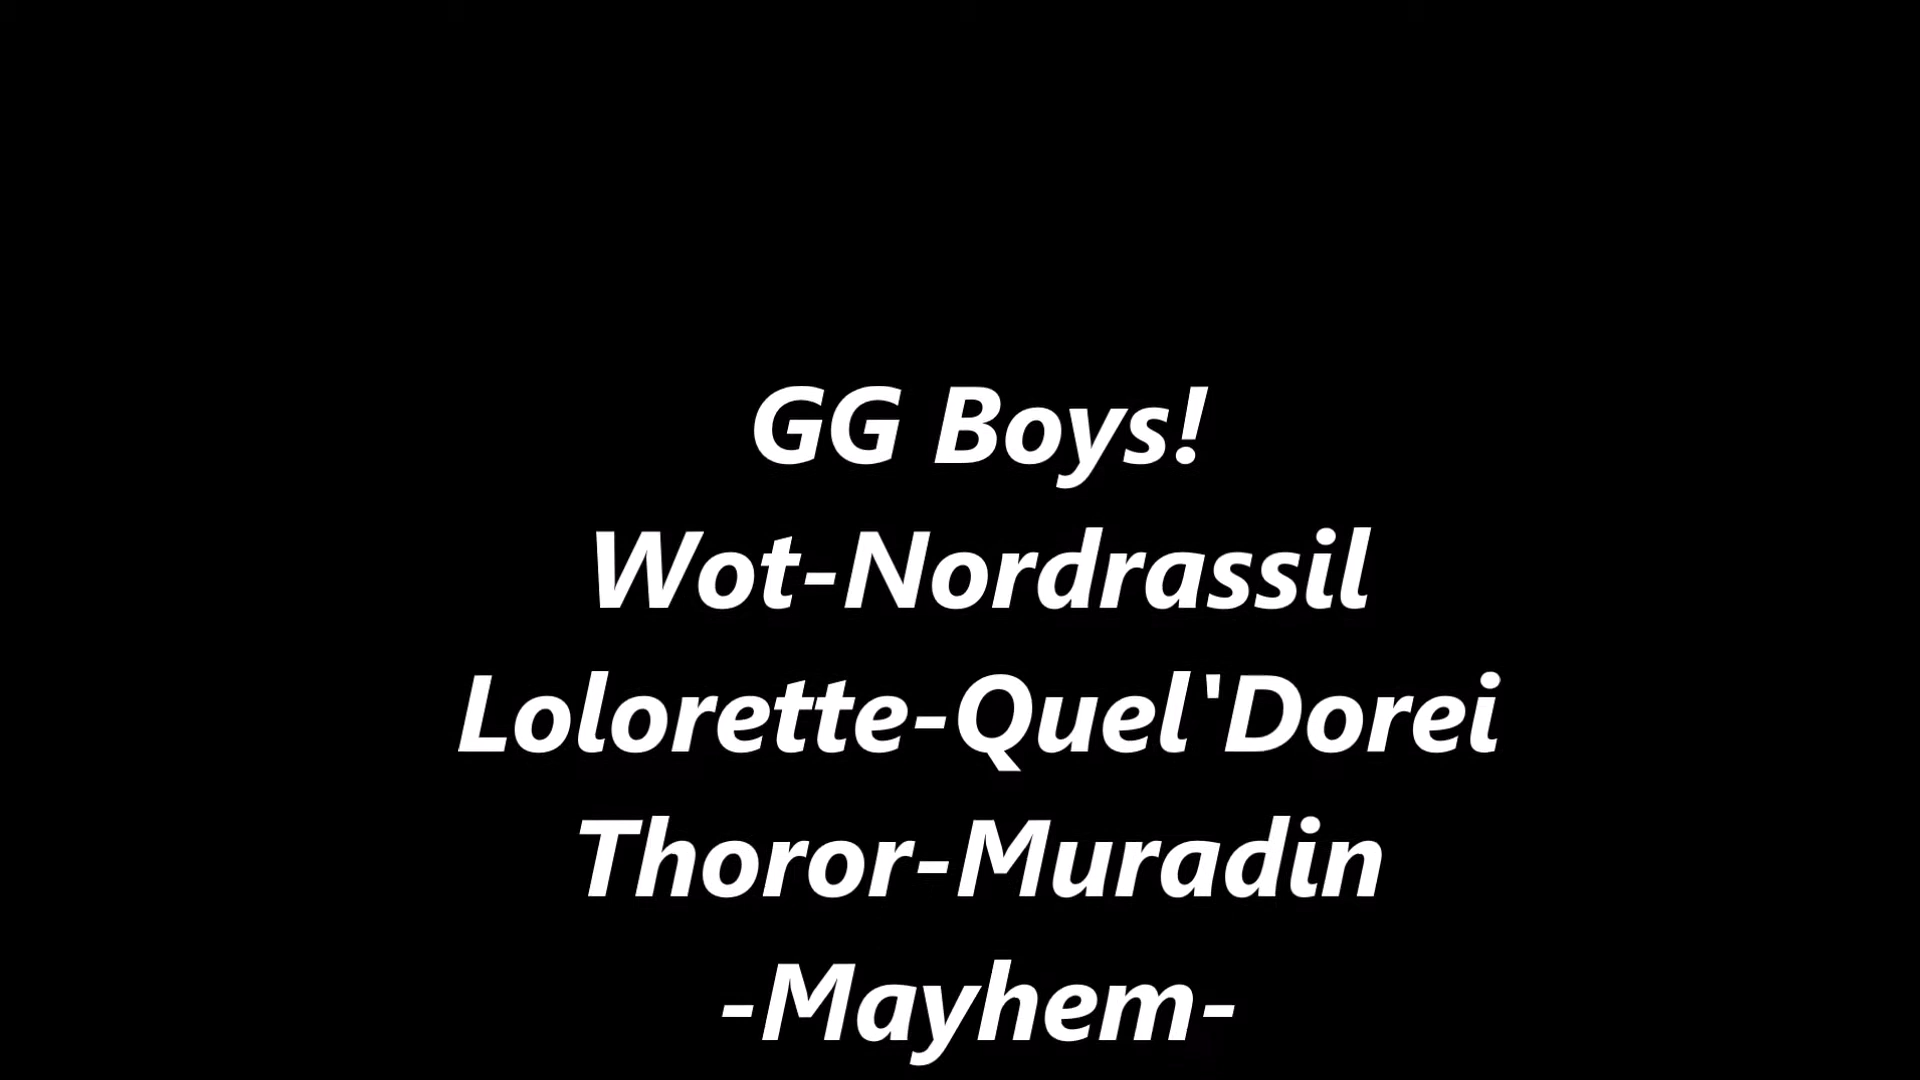 GG Boys!
Wot-Nordrassil
Lolorette-Quel'Dorei
Thoror-Muradin
-Mayhem-